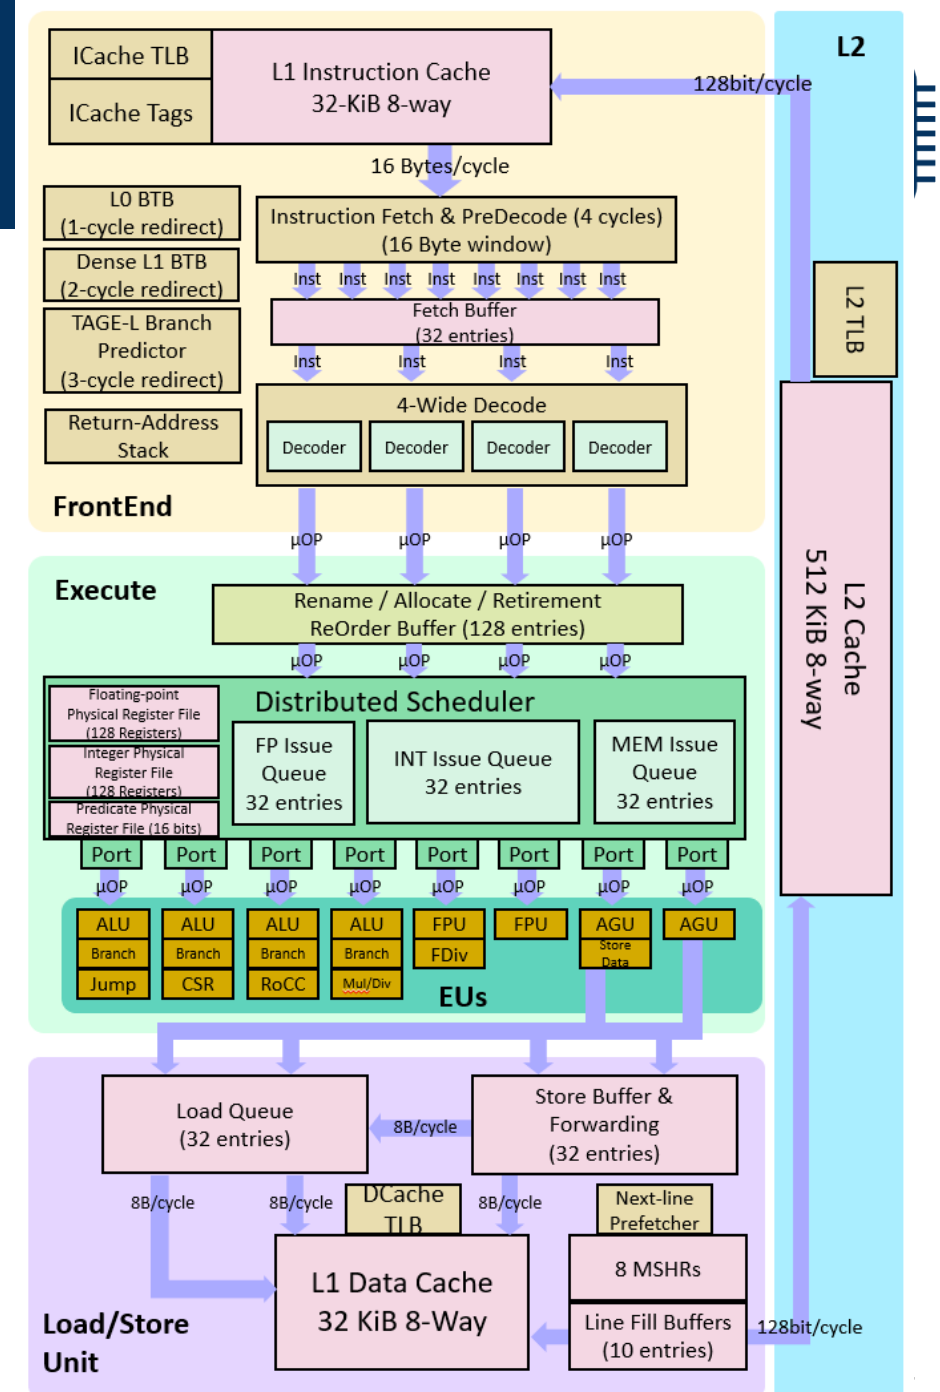 L2
ICache TLB
ICache Tags
L1 Instruction Cache
32-KiB 8-way
128bit/cycle
16 Bytes/cycle
L0 BTB
(1-cycle redirect)
Dense L1 BTB
(2-cycle redirect)
TAGE-L Branch
Predictor
(3-cycle redirect)
Return-Address
Stack
Instruction Fetch & PreDecode (4 cycles)
(16 Byte window)
Inst Inst Inst Inst Inst Inst Inst Inst
Fetch Buffer
(32 entries)
Inst Inst Inst Inst
4-Wide Decode
Decoder Decoder Decoder Decoder
FrontEnd
μOP μOP μOP μOP
L2 TLB
L2 Cache
512 KiB 8-way
Execute
Rename / Allocate / Retirement
ReOrder Buffer (128 entries)
μOP μOP μOP μOP
Floating-point
Physical Register File
(128 Registers)
Integer Physical
Register File
(128 Registers)
Predicate Physical
Register File (16 bits)
Distributed Scheduler
FP Issue
Queue
32 entries
INT Issue Queue
32 entries
MEM Issue
Queue
32 entries
Port Port Port Port Port Port Port Port
μOP μOP μOP μOP μOP μOP μOP μOP
ALU ALU ALU ALU FPU FPU AGU AGU
Branch Branch Branch Branch FDiv Store
Data
Jump CSR RoCC Mul/Div
EUs
Load Queue
(32 entries)
8B/cycle
Store Buffer &
Forwarding
(32 entries)
8B/cycle 8B/cycle 8B/cycle
DCache
TLB
Next-line
Prefetcher
L1 Data Cache
32 KiB 8-Way
8 MSHRs
Line Fill Buffers
(10 entries)
128bit/cycle
Load/Store
Unit